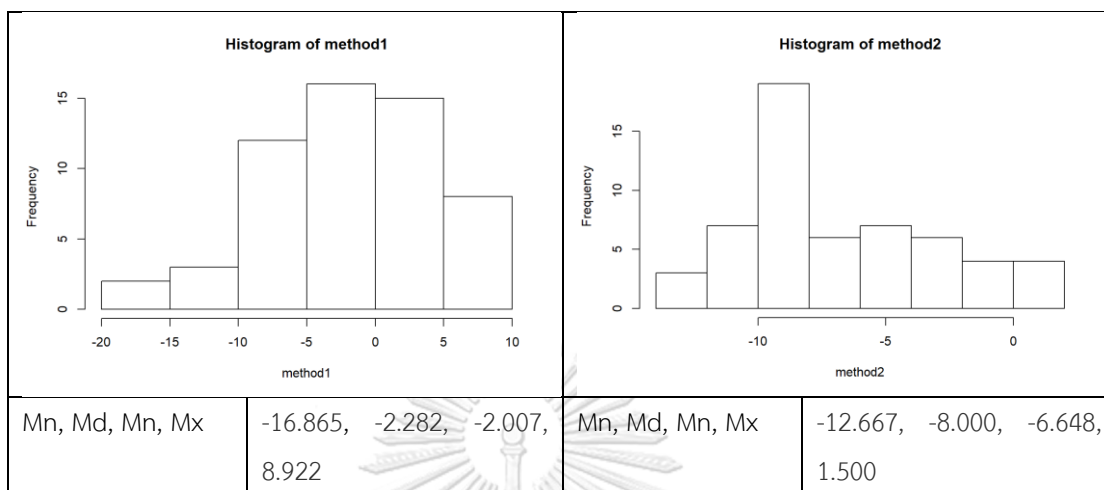 Histogram of method1
Frequency
15
10
5
0
-20 -15 -10 -5 0 5 10
method1
Histogram of method2
Frequency
15
10
5
0
-10 -5 0
method2
Mn, Md, Mn, Mx
-16.865, -2.282, -2.007,
8.922
Mn, Md, Mn, Mx
-12.667, -8.000, -6.648,
1.500